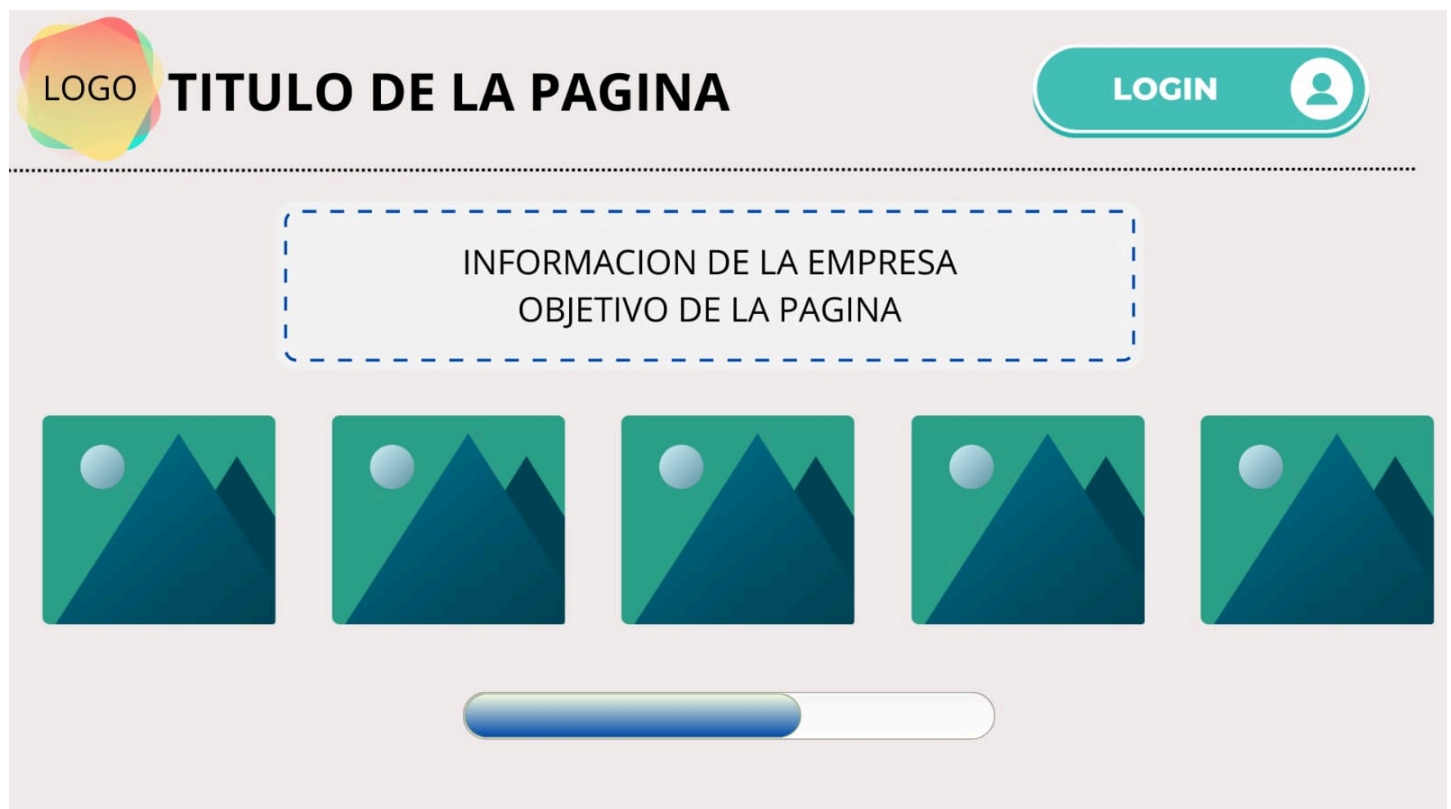 LOGO
TITULO DE LA PAGINA
LOGIN
INFORMACION DE LA EMPRESA
OBJETIVO DE LA PAGINA